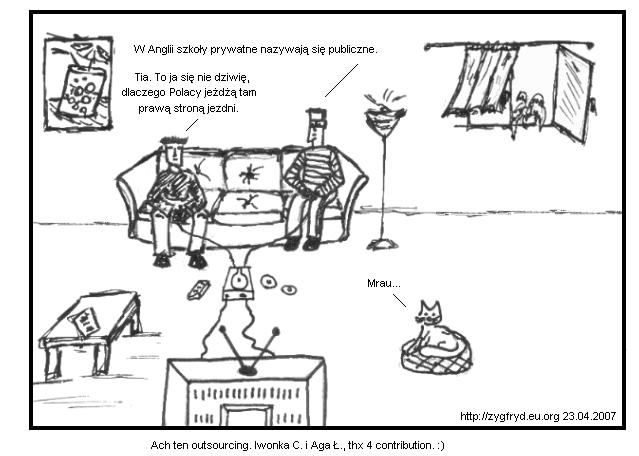 W Anglii szkoły prywatne nazywają się publiczne.
Tia. To ja się nie dziwię,
dlaczego Polacy jeżdżą tam
prawą stroną jezdni.
Mrau...
http://zygfryd.eu.org 23.04.2007
Ach ten outsourcing. Iwonka C. i Aga Ł., thx 4 contribution. :)